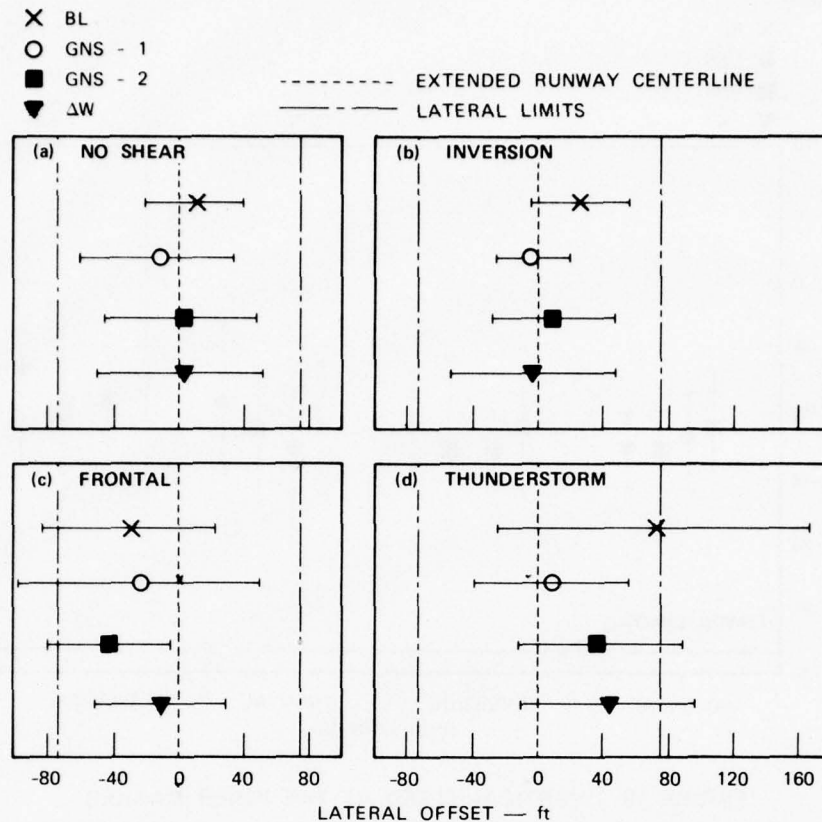 BL
GNS - 1
GNS - 2
ΔW
EXTENDED RUNWAY CENTERLINE
LATERAL LIMITS
(a) NO SHEAR
(b) INVERSION
(c) FRONTAL
(d) THUNDERSTORM
-80 -40 0 40 80
-80 -40 0 40 80 120 160
LATERAL OFFSET — ft